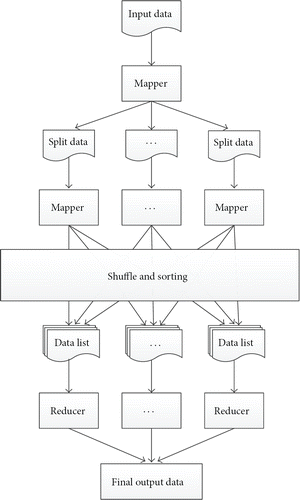 Input data
Mapper
Split data
...
Split data
Mapper
...
Mapper
Shuffle and sorting
Data list
...
Data list
Reducer
...
Reducer
Final output data